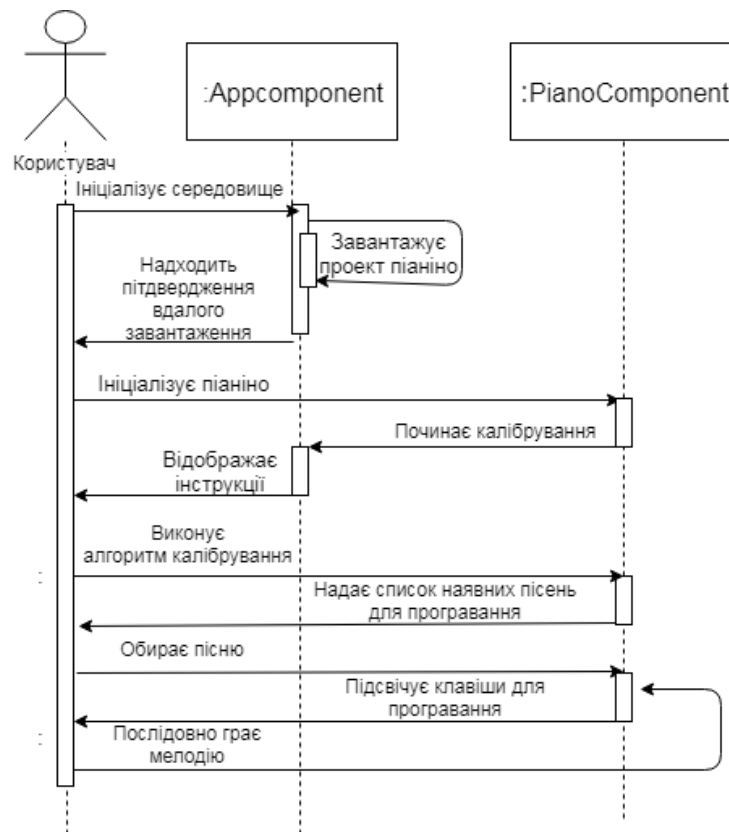 :Appcomponent
:PianoComponent
Користувач
Ініціалізує середовище
Завантажує
проект піаніно
Надходить
пітдвердження
вдалого
завантаження
Ініціалізує піаніно
Починає калібрування
Відображає
інструкції
Виконує
алгоритм калібрування
:
Надає список наявних пісень
для програвання
Обирає пісню
Підсвічує клавіши для
програвання
:
Послідовно грає
мелодію